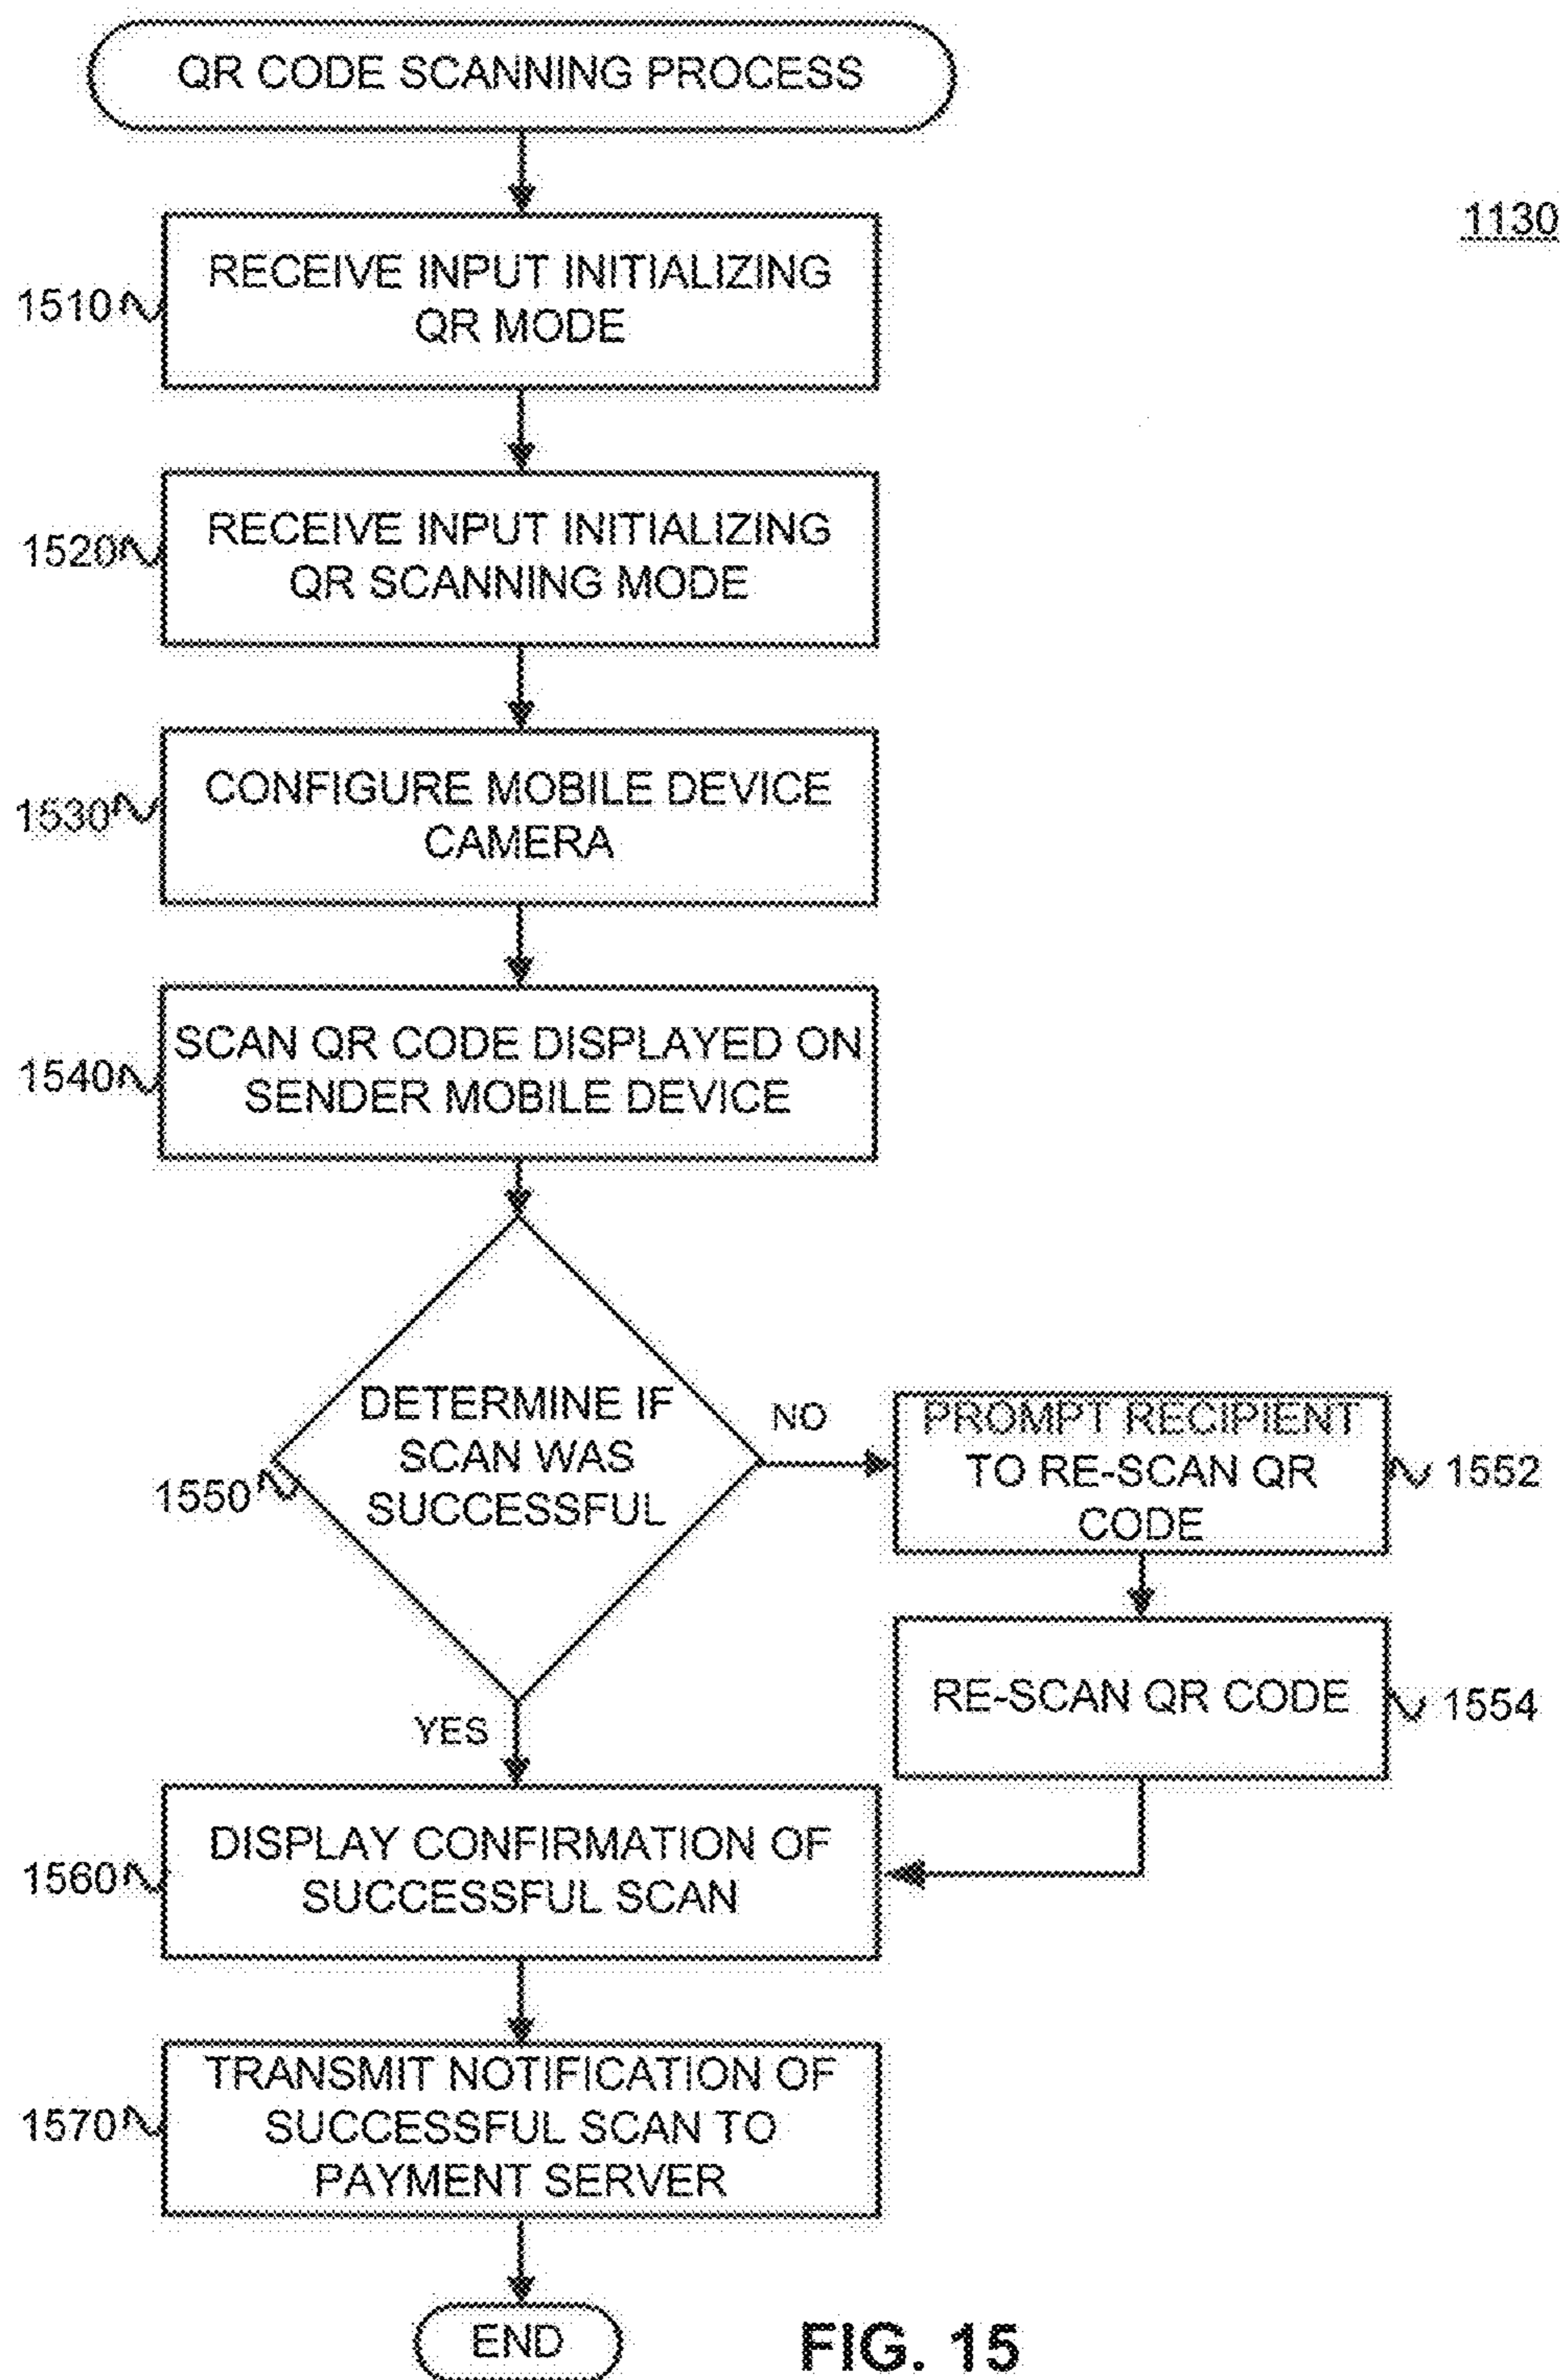 QR CODE SCANNING PROCESS
1130
1510
RECEIVE INPUT INITIALIZING
QR MODE
1520
RECEIVE INPUT INITIALIZING
QR SCANNING MODE
1530
CONFIGURE MOBILE DEVICE
CAMERA
1540
SCAN QR CODE DISPLAYED ON
SENDER MOBILE DEVICE
1550
DETERMINE IF
SCAN WAS
SUCCESSFUL
NO
PROMPT RECIPIENT
TO RE-SCAN QR
CODE
1552
RE-SCAN QR CODE
1554
YES
1560
DISPLAY CONFIRMATION OF
SUCCESSFUL SCAN
1570
TRANSMIT NOTIFICATION OF
SUCCESSFUL SCAN TO
PAYMENT SERVER
END
FIG. 15